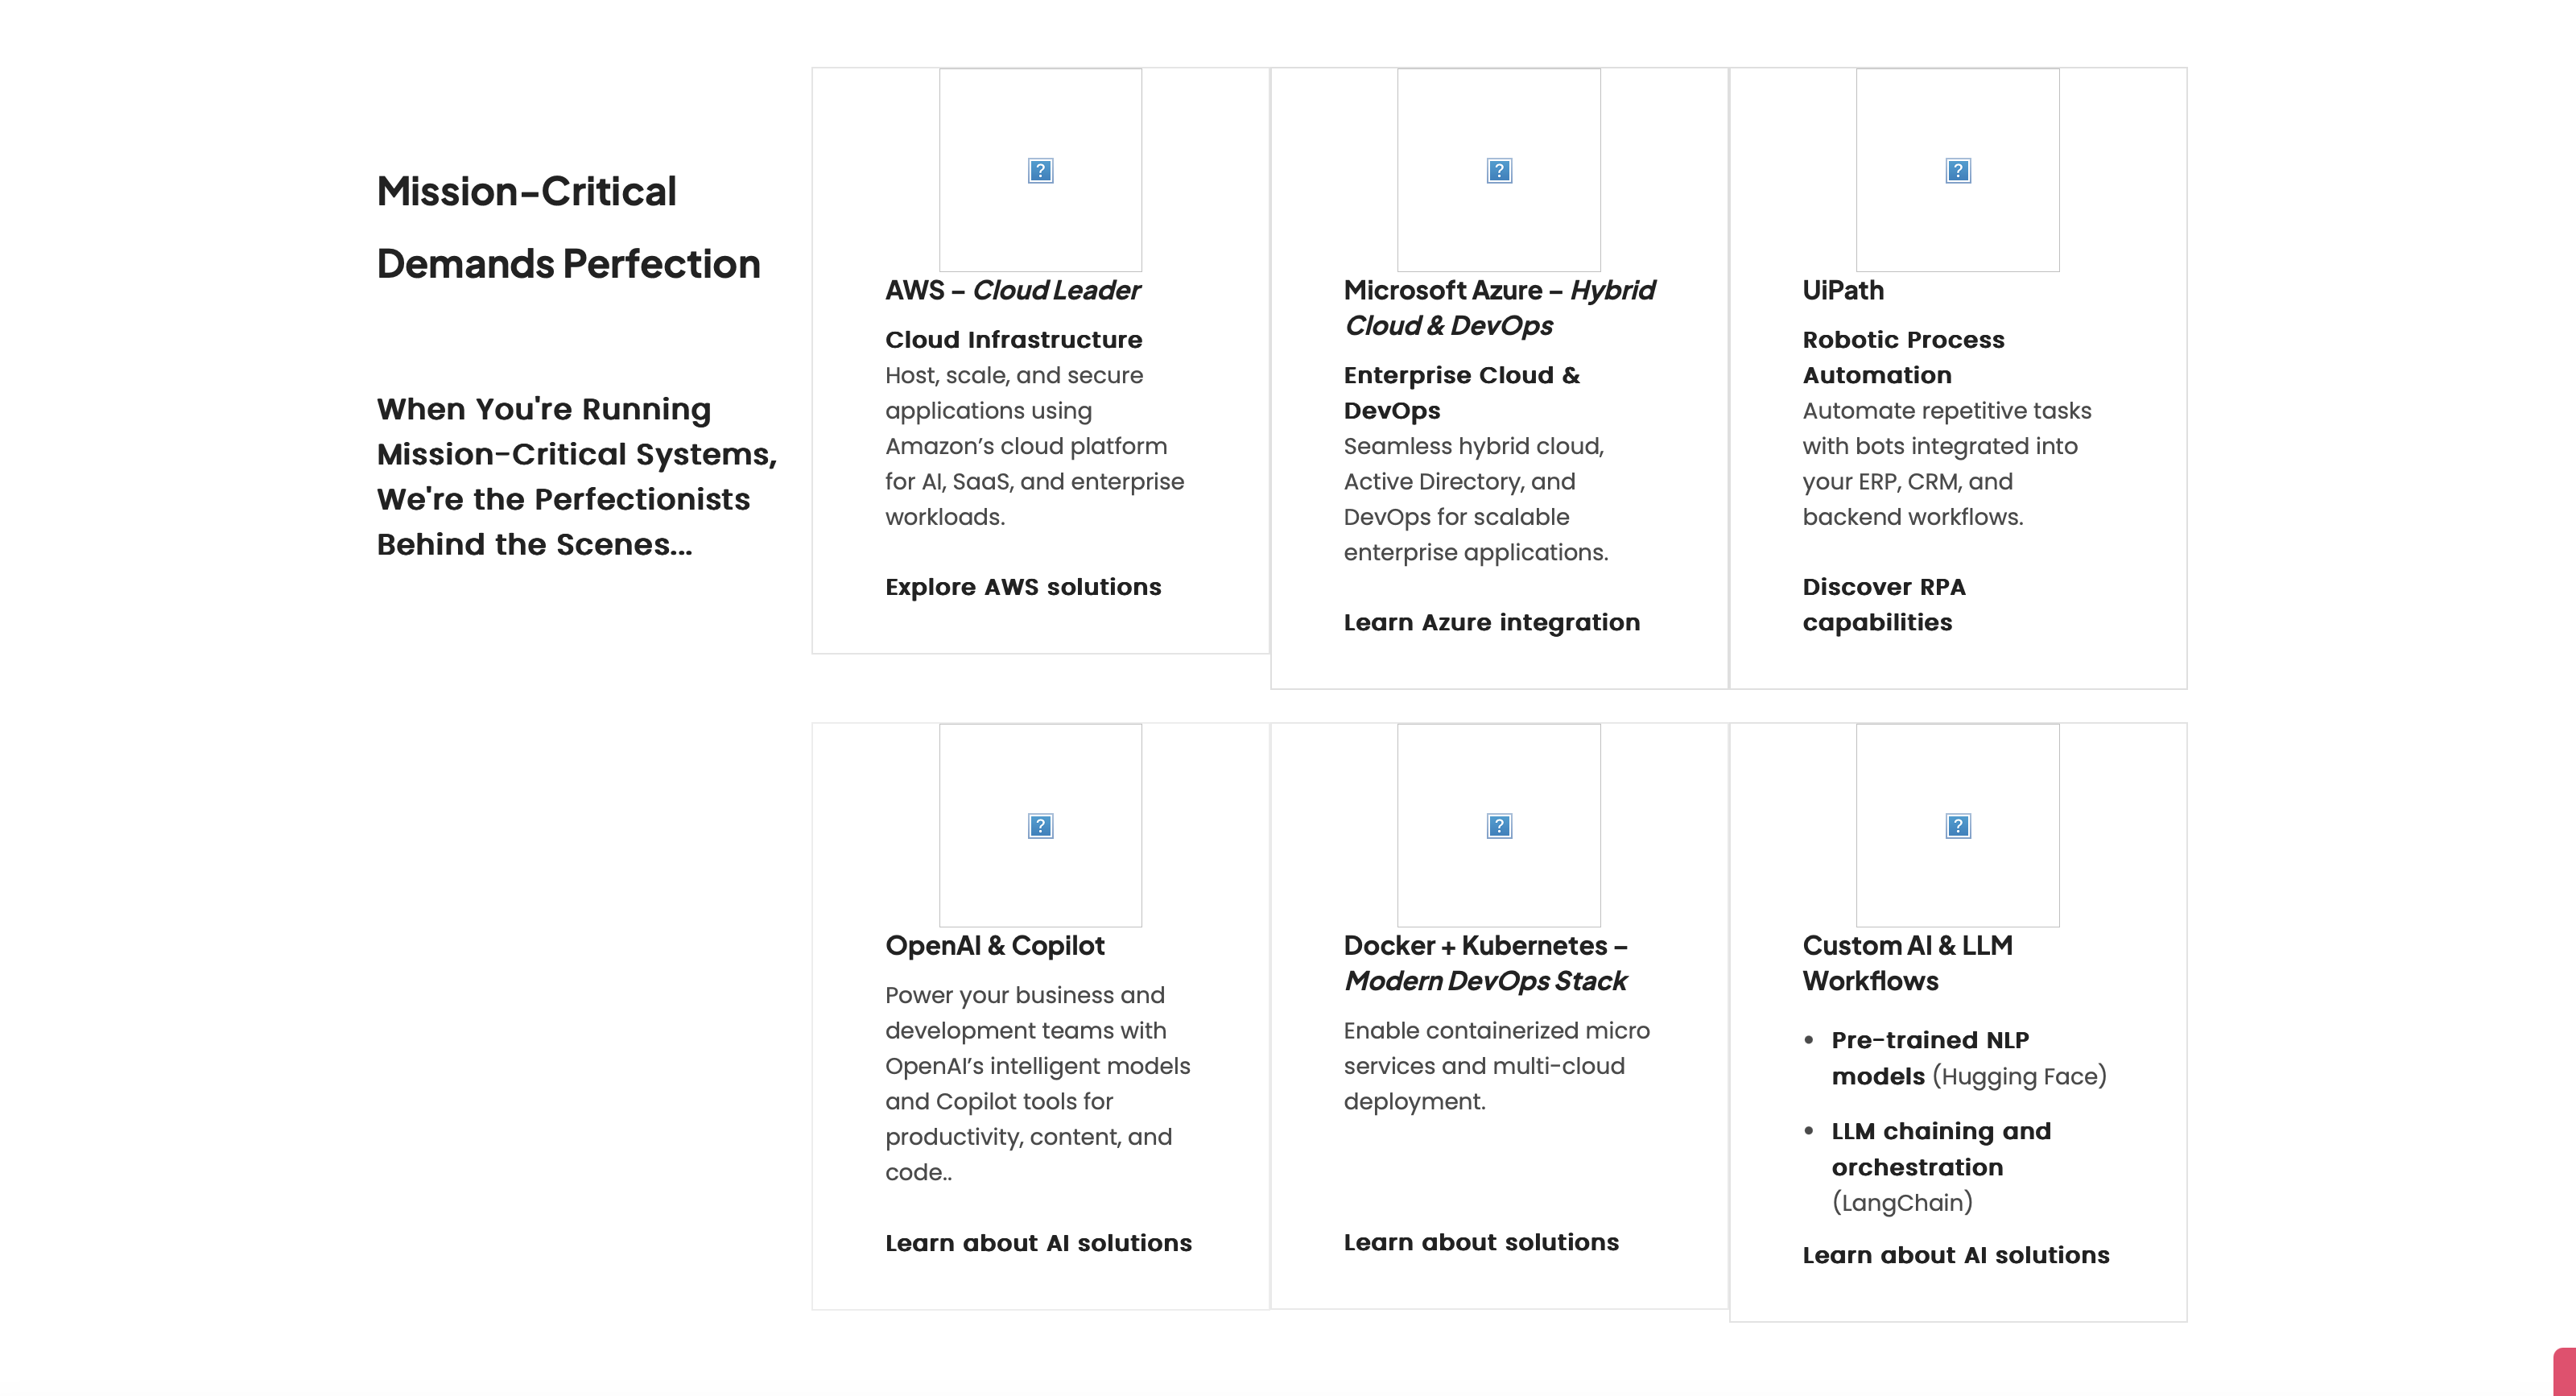 Mission-Critical
Demands Perfection
When You're Running
Mission-Critical Systems,
We're the Perfectionists
Behind the Scenes...
AWS – Cloud Leader
Cloud Infrastructure
Host, scale, and secure
applications using
Amazon’s cloud platform
for AI, SaaS, and enterprise
workloads.
Explore AWS solutions
Microsoft Azure – Hybrid
Cloud & DevOps
Enterprise Cloud &
DevOps
Seamless hybrid cloud,
Active Directory, and
DevOps for scalable
enterprise applications.
Learn Azure integration
UiPath
Robotic Process
Automation
Automate repetitive tasks
with bots integrated into
your ERP, CRM, and
backend workflows.
Discover RPA
capabilities
OpenAI & Copilot
Power your business and
development teams with
OpenAI’s intelligent models
and Copilot tools for
productivity, content, and
code..
Learn about AI solutions
Docker + Kubernetes –
Modern DevOps Stack
Enable containerized micro
services and multi-cloud
deployment.
Learn about solutions
Custom AI & LLM
Workflows
• Pre-trained NLP
models (Hugging Face)
• LLM chaining and
orchestration
(LangChain)
Learn about AI solutions